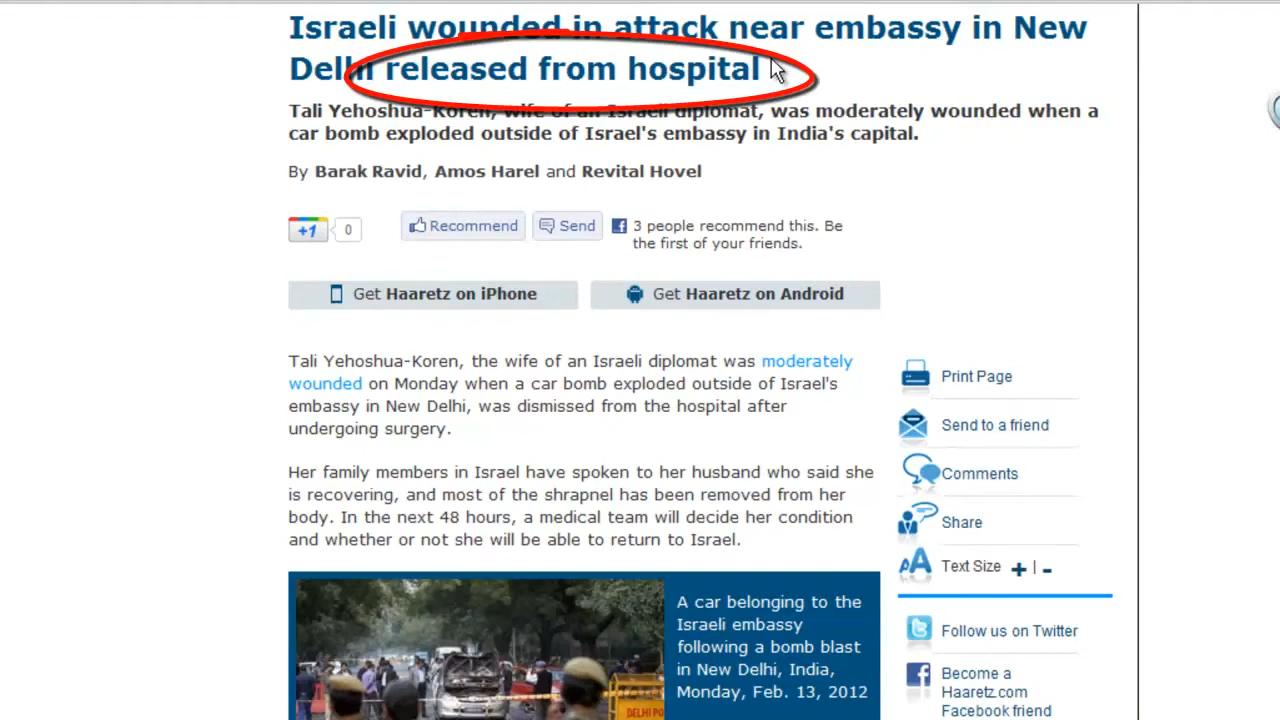 Israeli wounded in attack near embassy in New
Delhi released from hospital
Tali Yehoshua-Koren, wife of an Israeli diplomat, was moderately wounded when a
car bomb exploded outside of Israel's embassy in India's capital.
By Barak Ravid, Amos Harel and Revital Hovel
+1 0 Recommend Send 3 people recommend this. Be
the first of your friends.
Get Haaretz on iPhone Get Haaretz on Android
Tali Yehoshua-Koren, the wife of an Israeli diplomat was moderately
wounded on Monday when a car bomb exploded outside of Israel's
embassy in New Delhi, was dismissed from the hospital after
undergoing surgery.
Her family members in Israel have spoken to her husband who said she
is recovering, and most of the shrapnel has been removed from her
body. In the next 48 hours, a medical team will decide her condition
and whether or not she will be able to return to Israel.
A car belonging to the
Israeli embassy
following a bomb blast
in New Delhi, India,
Monday, Feb. 13, 2012
DELHI PO
Print Page
Send to a friend
Comments
Share
AA Text Size + | -
Follow us on Twitter
Become a
Haaretz.com
Facebook friend